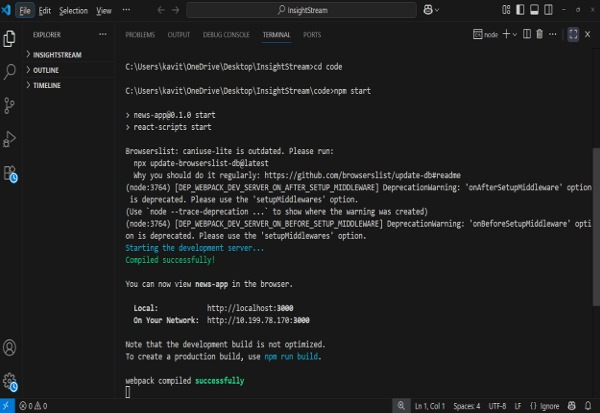 File Edit Selection View ··· InsightStream
EXPLORER ··· PROBLEMS OUTPUT DEBUG CONSOLE TERMINAL PORTS node
INSIGHTSTREAM
OUTLINE
TIMELINE
C:\Users\kavit\OneDrive\Desktop\InsightStream>cd code
C:\Users\kavit\OneDrive\Desktop\InsightStream\code>npm start
> news-app@0.1.0 start
> react-scripts start
Browserslist: caniuse-lite is outdated. Please run:
npx update-browserslist-db@latest
Why you should do it regularly: https://github.com/browserslist/update-db#readme
(node:3764) [DEP_WEBPACK_DEV_SERVER_ON_AFTER_SETUP_MIDDLEWARE] DeprecationWarning: 'onAfterSetupMiddleware' option
is deprecated. Please use the 'setupMiddlewares' option.
(Use `node --trace-deprecation ...` to show where the warning was created)
(node:3764) [DEP_WEBPACK_DEV_SERVER_ON_BEFORE_SETUP_MIDDLEWARE] DeprecationWarning: 'onBeforeSetupMiddleware' opti
on is deprecated. Please use the 'setupMiddlewares' option.
Starting the development server...
Compiled successfully!
You can now view news-app in the browser.
Local: http://localhost:3000
On Your Network: http://10.199.78.170:3000
Note that the development build is not optimized.
To create a production build, use npm run build.
webpack compiled successfully
0 0 Ln 1, Col 1 Spaces: 4 UTF-8 LF {} Ignore